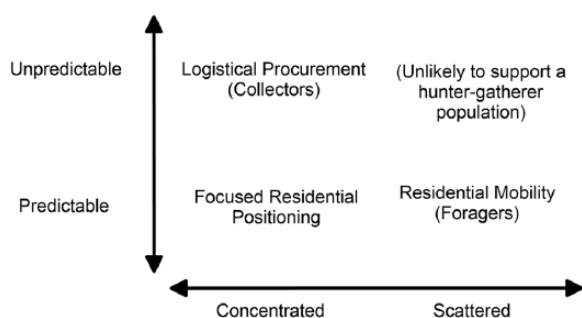 Unpredictable
Logistical Procurement
(Collectors)
(Unlikely to support a
hunter-gatherer
population)
Predictable
Focused Residential
Positioning
Residential Mobility
(Foragers)
Concentrated
Scattered